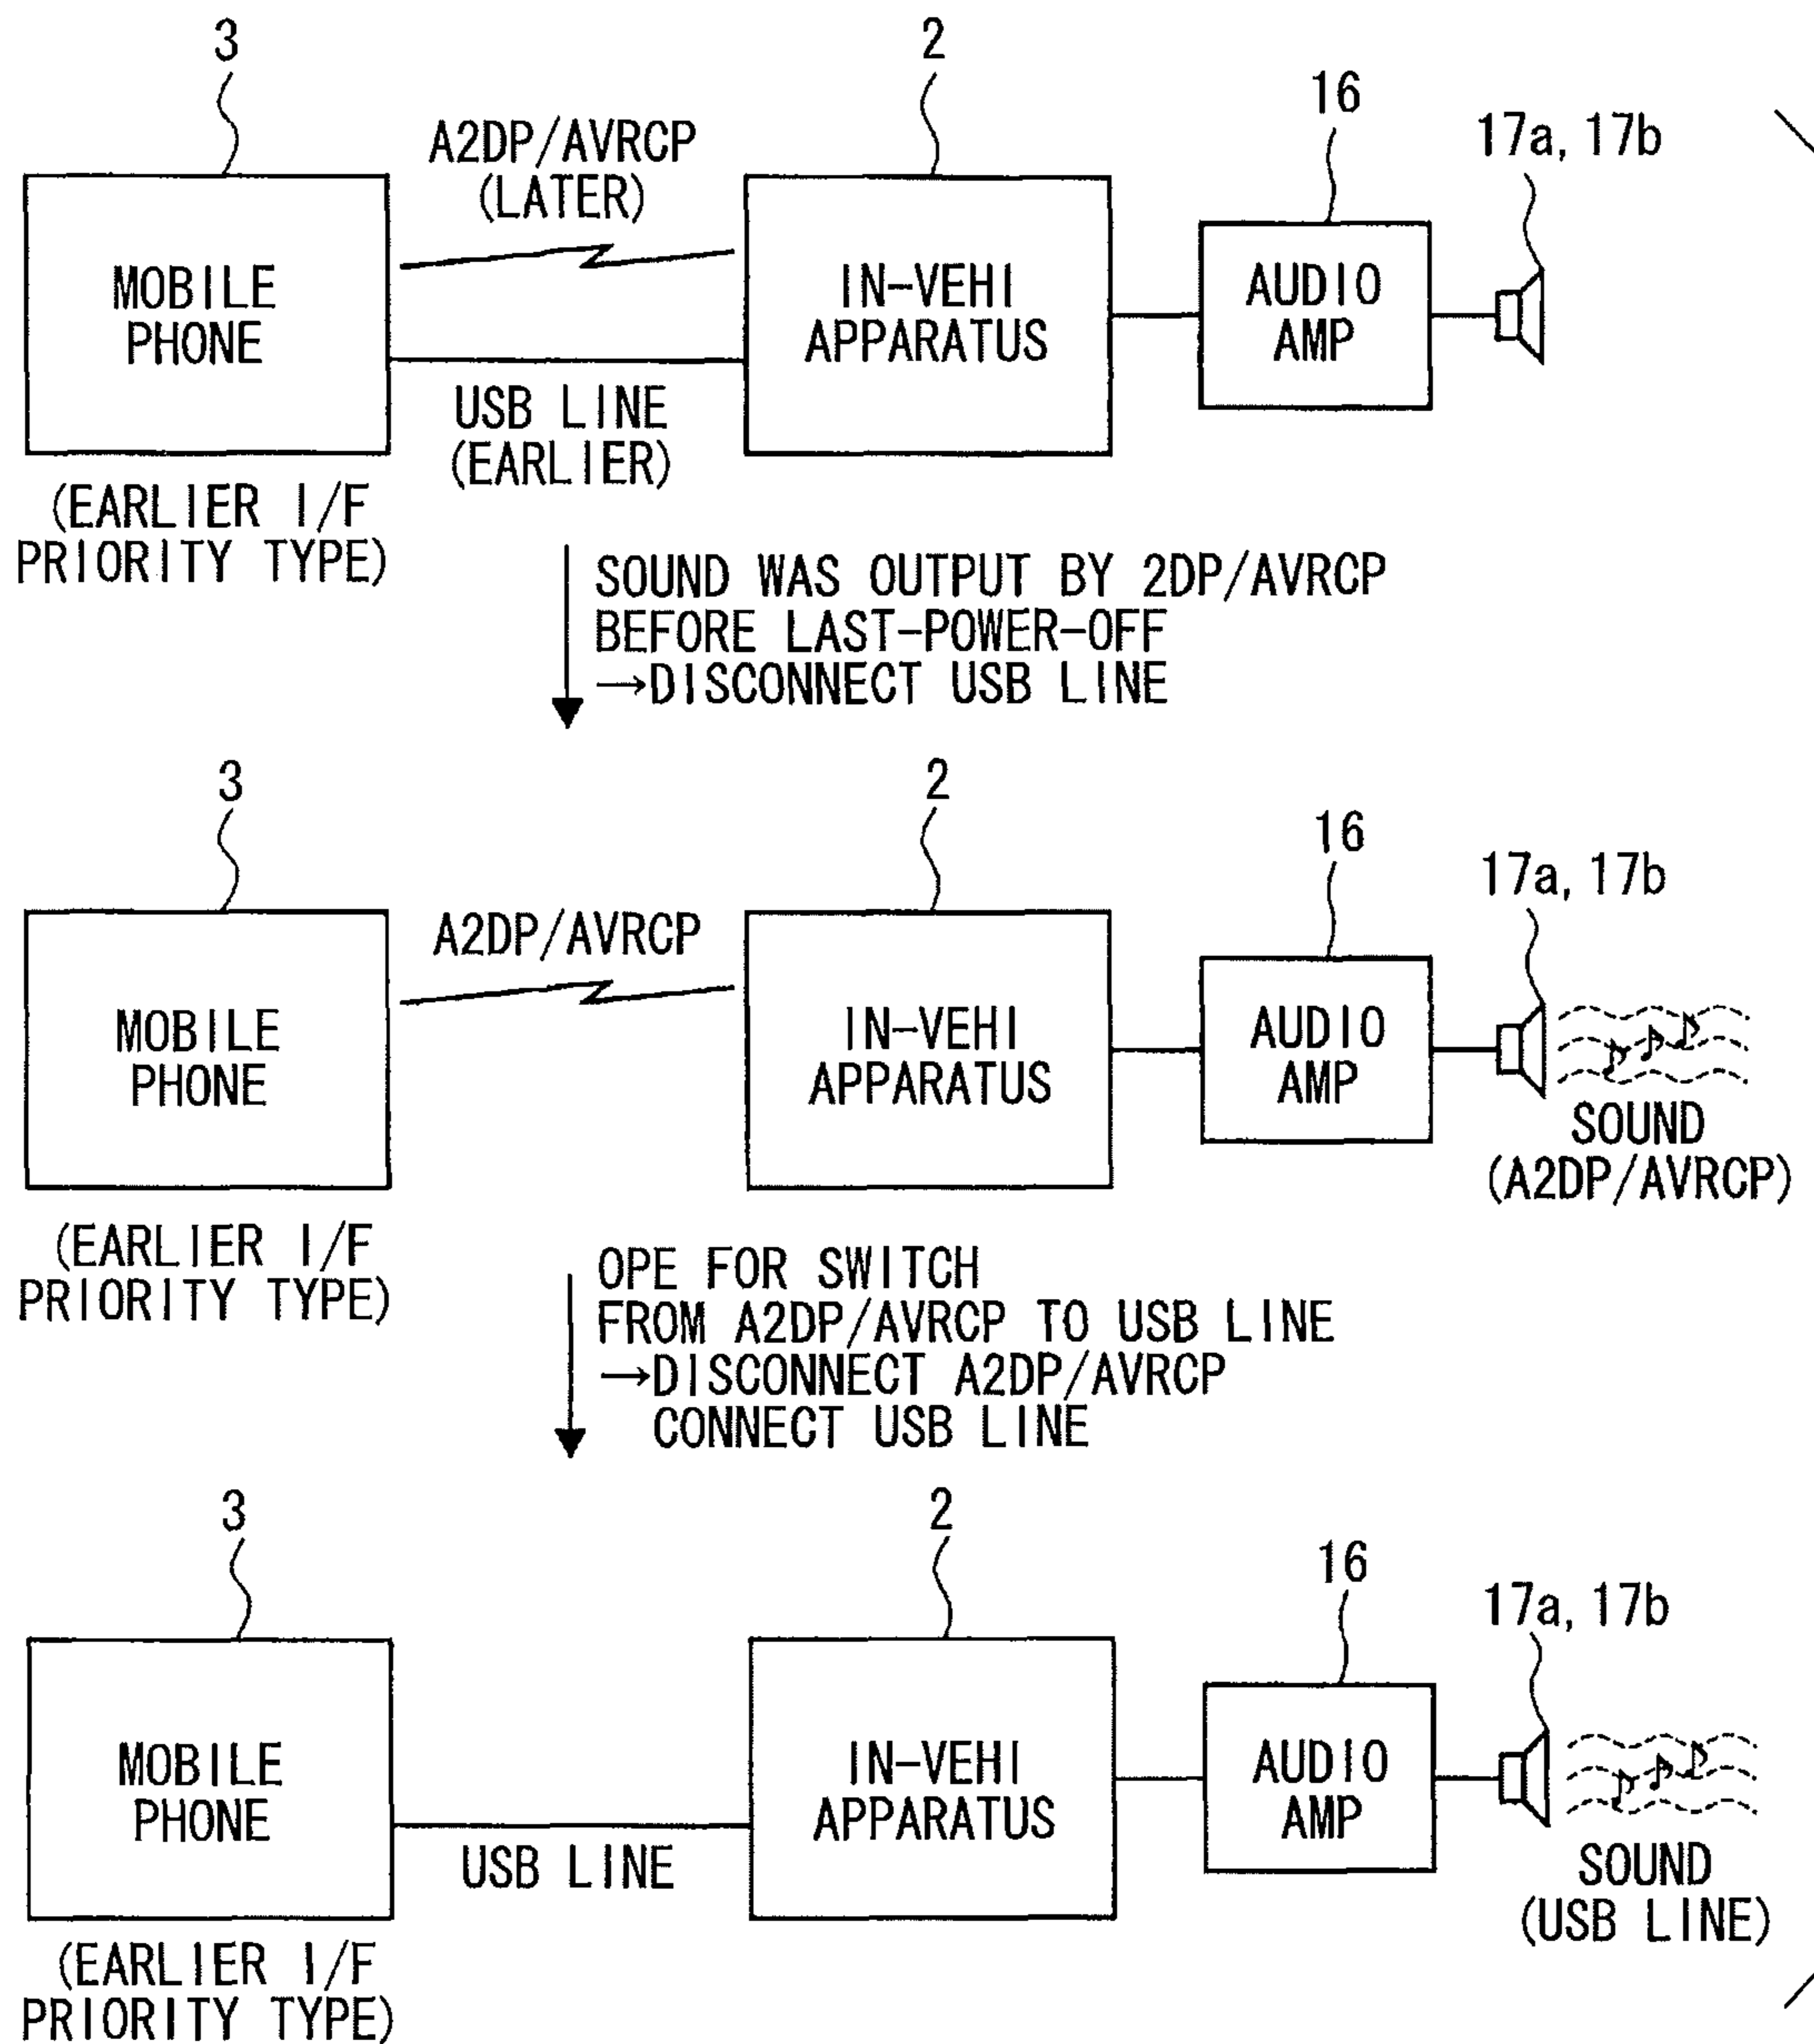 3
2
16
17a, 17b
A2DP/AVRCP
(LATER)
MOBILE
PHONE
IN-VEHI
APPARATUS
AUDIO
AMP
USB LINE
(EARLIER)
(EARLIER I/F
PRIORITY TYPE)
SOUND WAS OUTPUT BY 2DP/AVRCP
BEFORE LAST-POWER-OFF
→DISCONNECT USB LINE
3
2
16
17a, 17b
A2DP/AVRCP
MOBILE
PHONE
IN-VEHI
APPARATUS
AUDIO
AMP
SOUND
(A2DP/AVRCP)
(EARLIER I/F
PRIORITY TYPE)
OPE FOR SWITCH
FROM A2DP/AVRCP TO USB LINE
→DISCONNECT A2DP/AVRCP
CONNECT USB LINE
3
2
16
17a, 17b
MOBILE
PHONE
IN-VEHI
APPARATUS
AUDIO
AMP
USB LINE
SOUND
(USB LINE)
(EARLIER I/F
PRIORITY TYPE)